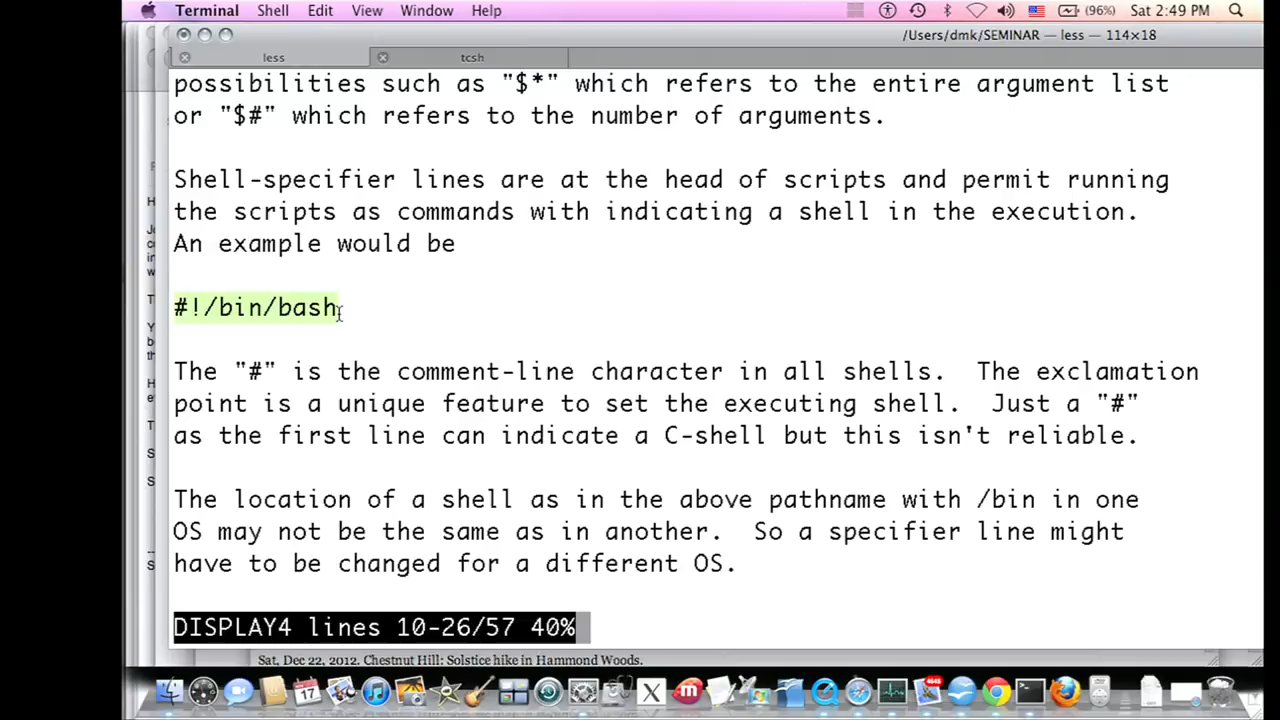 Terminal Shell Edit View Window Help (96%) Sat 2:49 PM
/Users/dmk/SEMINAR — less — 114×18
less tcsh
possibilities such as "$*" which refers to the entire argument list
or "$#" which refers to the number of arguments.
Shell-specifier lines are at the head of scripts and permit running
the scripts as commands with indicating a shell in the execution.
An example would be
#!/bin/bash
The "#" is the comment-line character in all shells.  The exclamation
point is a unique feature to set the executing shell.  Just a "#"
as the first line can indicate a C-shell but this isn't reliable.
The location of a shell as in the above pathname with /bin in one
OS may not be the same as in another.  So a specifier line might
have to be changed for a different OS.
DISPLAY4 lines 10-26/57 40%
Sat, Dec 22, 2012. Chestnut Hill: Solstice hike in Hammond Woods.
17